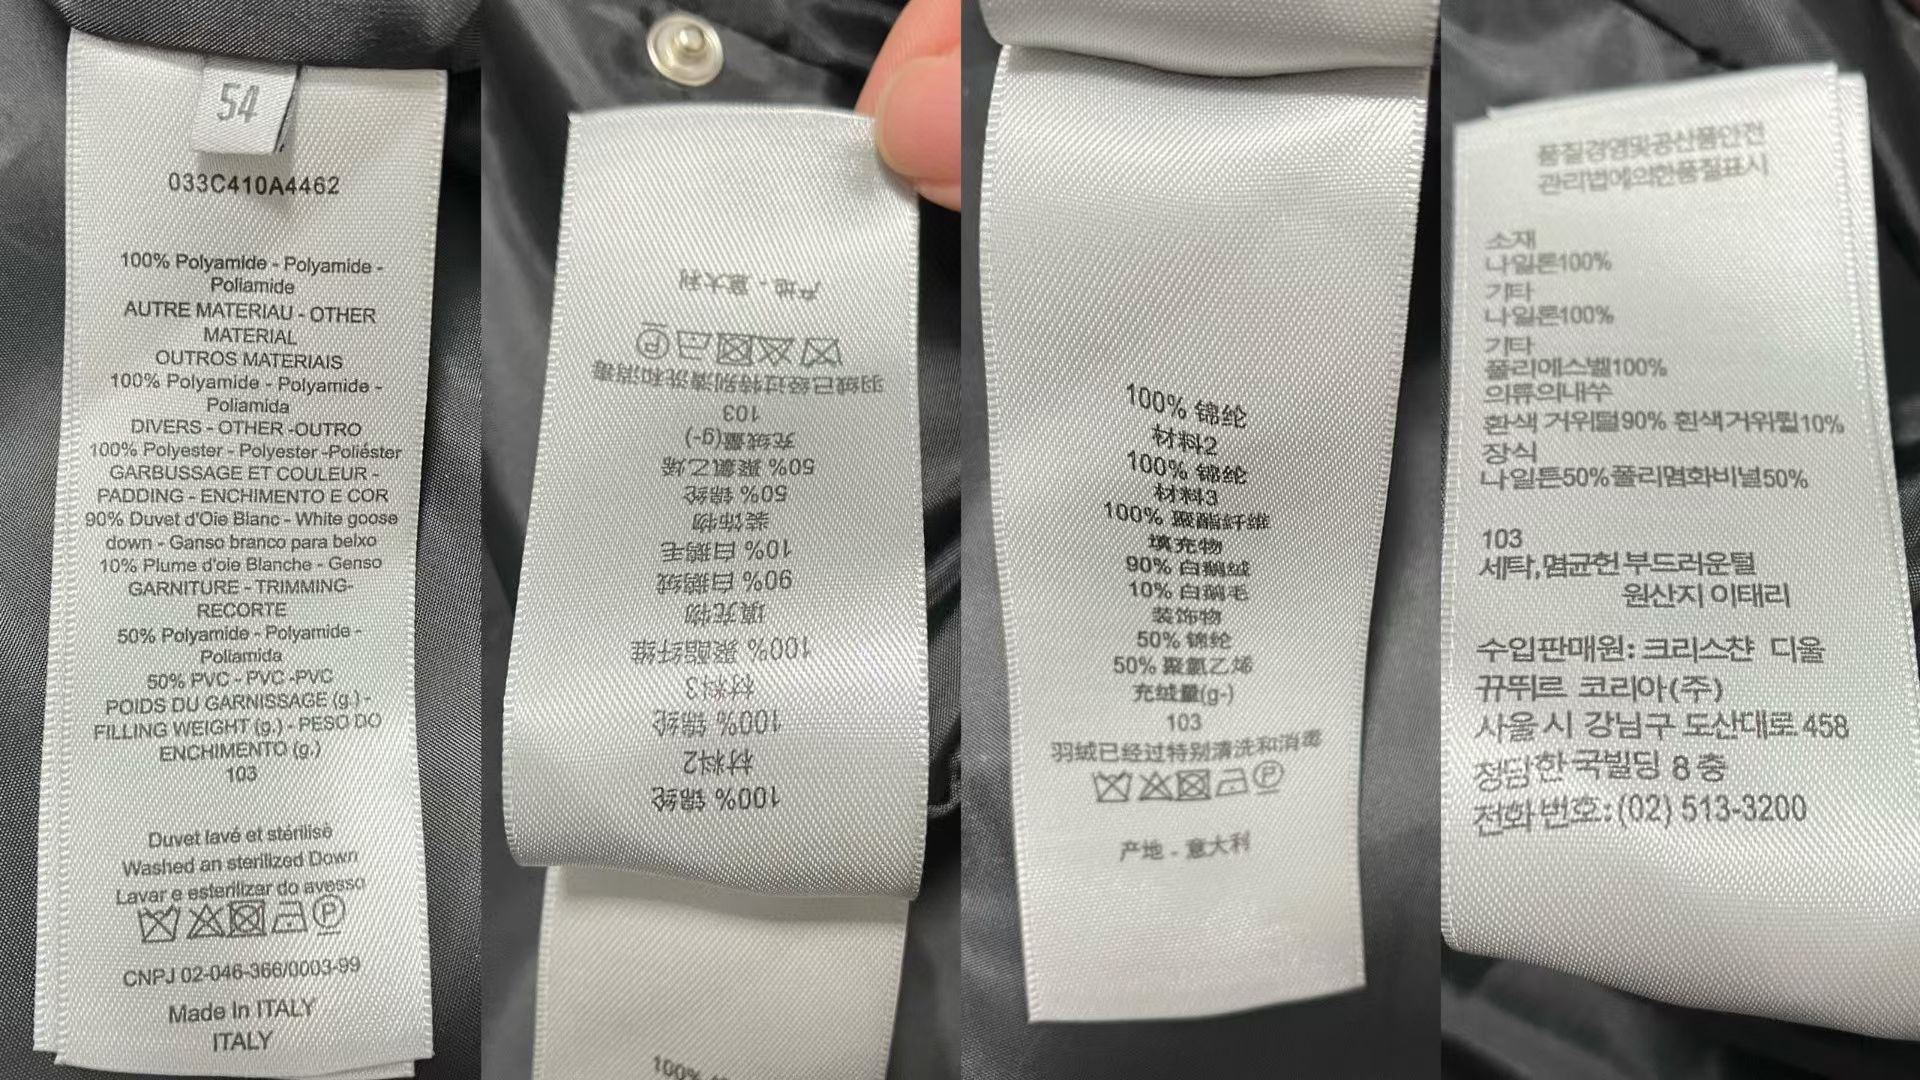 54
033C410A4462
100% Polyamide - Polyamide -
Poliamide
AUTRE MATERIAU - OTHER
MATERIAL
OUTROS MATERIAIS
100% Polyamide - Polyamide -
Poliamida
DIVERS - OTHER -OUTRO
100% Polyester - Polyester -Poliéster
GARBUSSAGE ET COULEUR -
PADDING - ENCHIMENTO E COR
90% Duvet d'Oie Blanc - White goose
down - Ganso branco para belxo
10% Plume d'oie Blanche - Genso
GARNITURE - TRIMMING-
RECORTE
50% Polyamide - Polyamide -
Poliamida
50% PVC - PVC -PVC
POIDS DU GARNISSAGE (g.) -
FILLING WEIGHT (g.) - PESO DO
ENCHIMENTO (g.)
103
Duvet lavé et stérilisé
Washed an sterilized Down
Lavar e esterilizar do avesso
CNPJ 02-046-366/0003-99
Made In ITALY
ITALY
100% 锦纶
材料2
100% 锦纶
材料3
100% 聚酯纤维
填充物
90% 白鹅绒
10% 白鹅毛
装饰物
50% 锦纶
50% 聚氯乙烯
充绒量(g-)
103
羽绒已经过特别清洗和消毒
产地 - 意大利
100%
100% 锦纶
材料2
100% 锦纶
材料3
100% 聚酯纤维
填充物
90% 白鹅绒
10% 白鹅毛
装饰物
50% 锦纶
50% 聚氯乙烯
充绒量(g-)
103
羽绒已经过特别清洗和消毒
产地 - 意大利
품질경영및공산품안전
관리법에의한품질표시
소재
나일론100%
기타
나일론100%
기타
폴리에스벨100%
의류의내쑤
흰색 거위털90% 흰색거위뛸10%
장식
나일튼50%폴리몀화비널50%
103
세탁,몀균헌 부드러운털
원산지 이태리
수입판매원: 크리스챤 디올
뀨뛰르 코리아(주)
사울 시 강남구 도산대로 458
청담한국빌딩 8 층
전화번호:(02) 513-3200